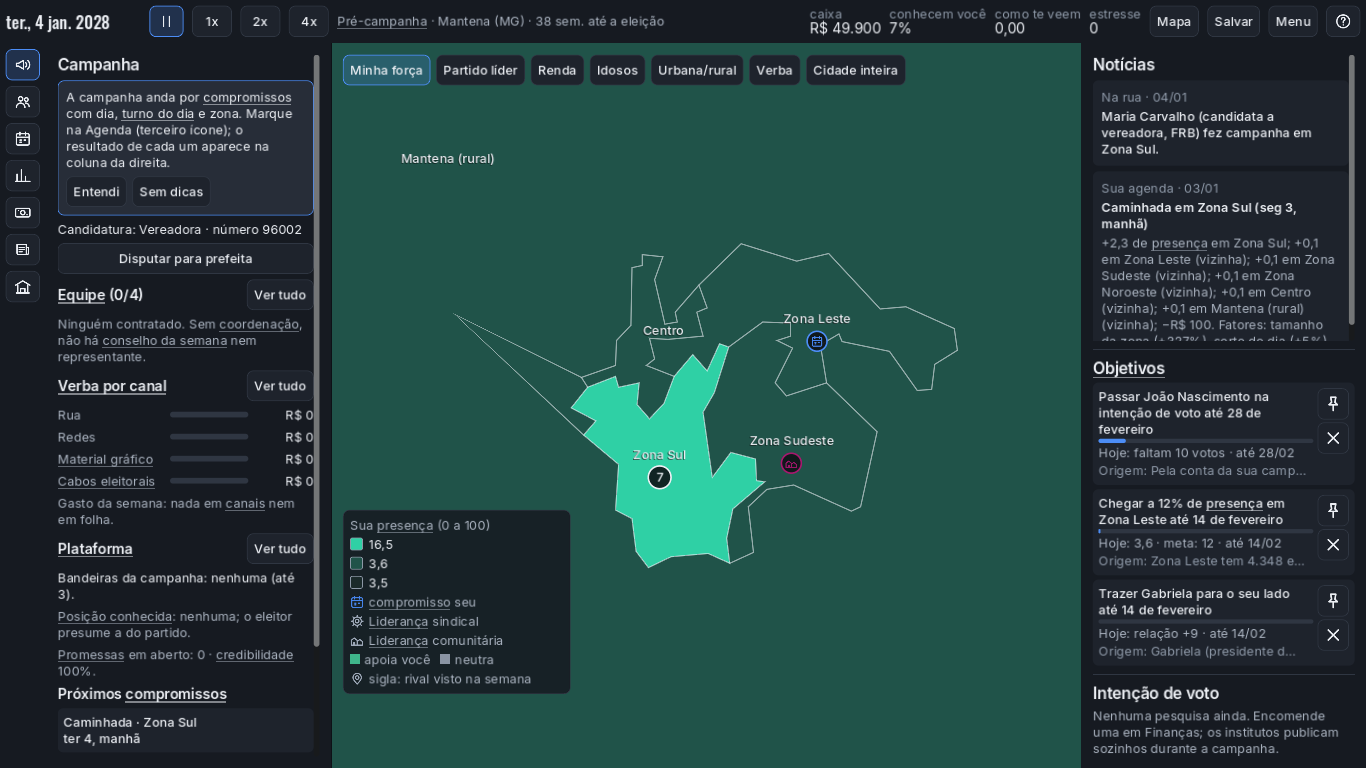 ter., 4 jan. 2028
1x
2x
4x
Pré-campanha · Mantena (MG) · 38 sem. até a eleição
caixa
R$ 49.900
conhecem você
7%
como te veem
0,00
estresse
0
Mapa
Salvar
Menu
Campanha
A campanha anda por compromissos
com dia, turno do dia e zona. Marque
na Agenda (terceiro ícone); o
resultado de cada um aparece na
coluna da direita.
Entendi
Sem dicas
Candidatura: Vereadora · número 96002
Disputar para prefeita
Equipe (0/4)
Ver tudo
Ninguém contratado. Sem coordenação,
não há conselho da semana nem
representante.
Verba por canal
Ver tudo
Rua R$ 0
Redes R$ 0
Material gráfico R$ 0
Cabos eleitorais R$ 0
Gasto da semana: nada em canais nem
em folha.
Plataforma
Ver tudo
Bandeiras da campanha: nenhuma (até
3).
Posição conhecida: nenhuma; o eleitor
presume a do partido.
Promessas em aberto: 0 · credibilidade
100%.
Próximos compromissos
Caminhada · Zona Sul
ter 4, manhã
Minha força
Partido líder
Renda
Idosos
Urbana/rural
Verba
Cidade inteira
Mantena (rural)
Centro
Zona Leste
Zona Sudeste
Zona Sul
7
Sua presença (0 a 100)
16,5
3,6
3,5
compromisso seu
Liderança sindical
Liderança comunitária
apoia você
neutra
sigla: rival visto na semana
Notícias
Na rua · 04/01
Maria Carvalho (candidata a
vereadora, FRB) fez campanha em
Zona Sul.
Sua agenda · 03/01
Caminhada em Zona Sul (seg 3,
manhã)
+2,3 de presença em Zona Sul; +0,1
em Zona Leste (vizinha); +0,1 em Zona
Sudeste (vizinha); +0,1 em Zona
Noroeste (vizinha); +0,1 em Centro
(vizinha); +0,1 em Mantena (rural)
(vizinha); −R$ 100. Fatores: tamanho
da zona (+327%), sorte do dia (+5%)
Objetivos
Passar João Nascimento na
intenção de voto até 28 de
fevereiro
Hoje: faltam 10 votos · até 28/02
Origem: Pela conta da sua camp...
Chegar a 12% de presença em
Zona Leste até 14 de fevereiro
Hoje: 3,6 · meta: 12 · até 14/02
Origem: Zona Leste tem 4.348 e...
Trazer Gabriela para o seu lado
até 14 de fevereiro
Hoje: relação +9 · até 14/02
Origem: Gabriela (presidente d...
Intenção de voto
Nenhuma pesquisa ainda. Encomende
uma em Finanças; os institutos publicam
sozinhos durante a campanha.